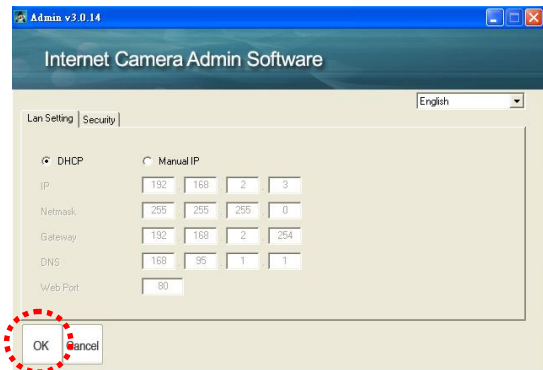 Admin v3.0.14
Internet Camera Admin Software
English
Lan Setting Security
DHCP Manual IP
IP 192 . 168 . 2 . 3
Netmask 255 . 255 . 255 . 0
Gateway 192 . 168 . 2 . 254
DNS 168 . 95 . 1 . 1
Web Port 80
OK Cancel